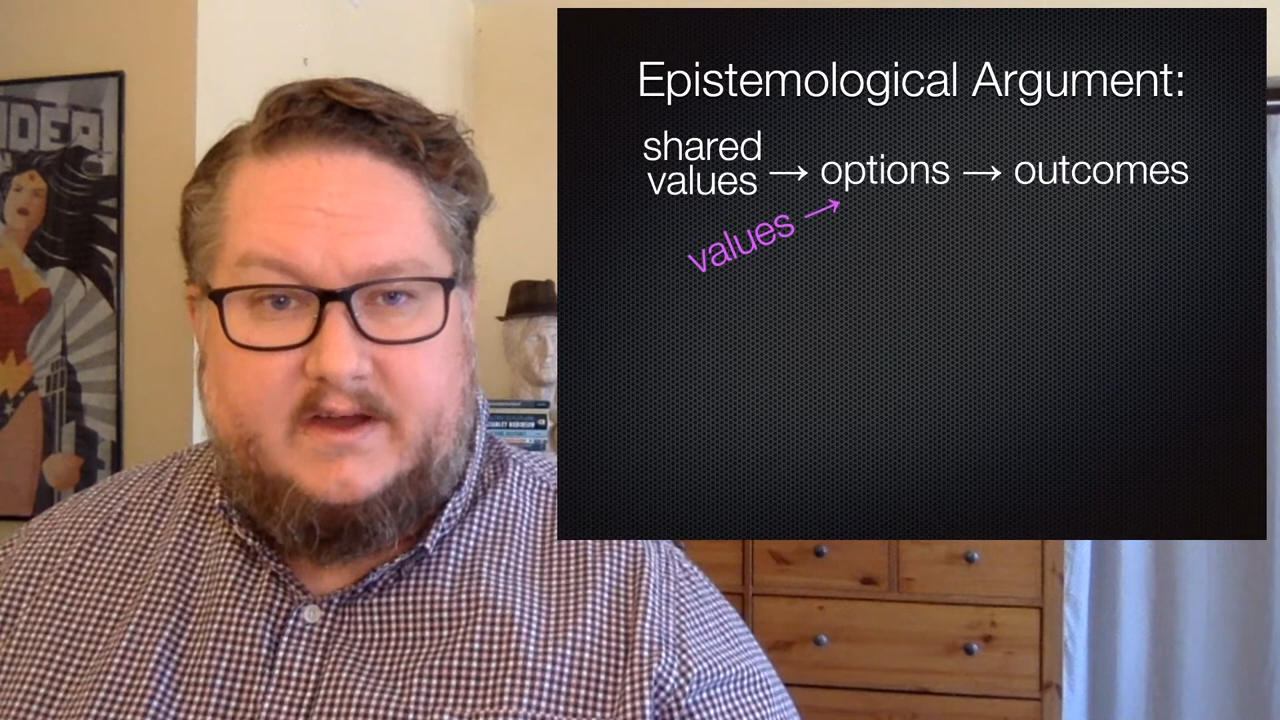 Epistemological Argument:
shared
values → options → outcomes
values →